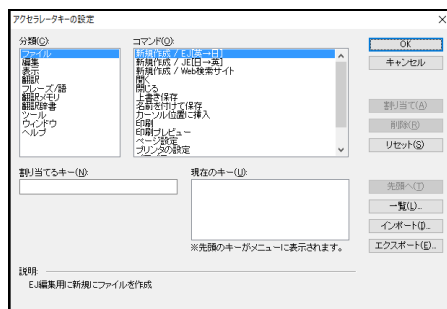 アクセラレータキーの設定
分類(C):
ファイル
編集
表示
翻訳
フレーズ/語
翻訳メモリ
翻訳辞書
ツール
ウィンドウ
ヘルプ
コマンド(O):
新規作成 / EJ[英→日]
新規作成 / JE[日→英]
新規作成 / Web検索サイト
開く
閉じる
上書き保存
名前を付けて保存
カーソル位置に挿入
印刷
印刷プレビュー
ページ設定
プリンタの設定
OK
キャンセル
割り当て(A)
削除(R)
リセット(S)
割り当てるキー(N):
現在のキー(U):
先頭へ(T)
一覧(L)...
インポート(I)...
エクスポート(E)...
※先頭のキーがメニューに表示されます。
説明:
EJ編集用に新規にファイルを作成